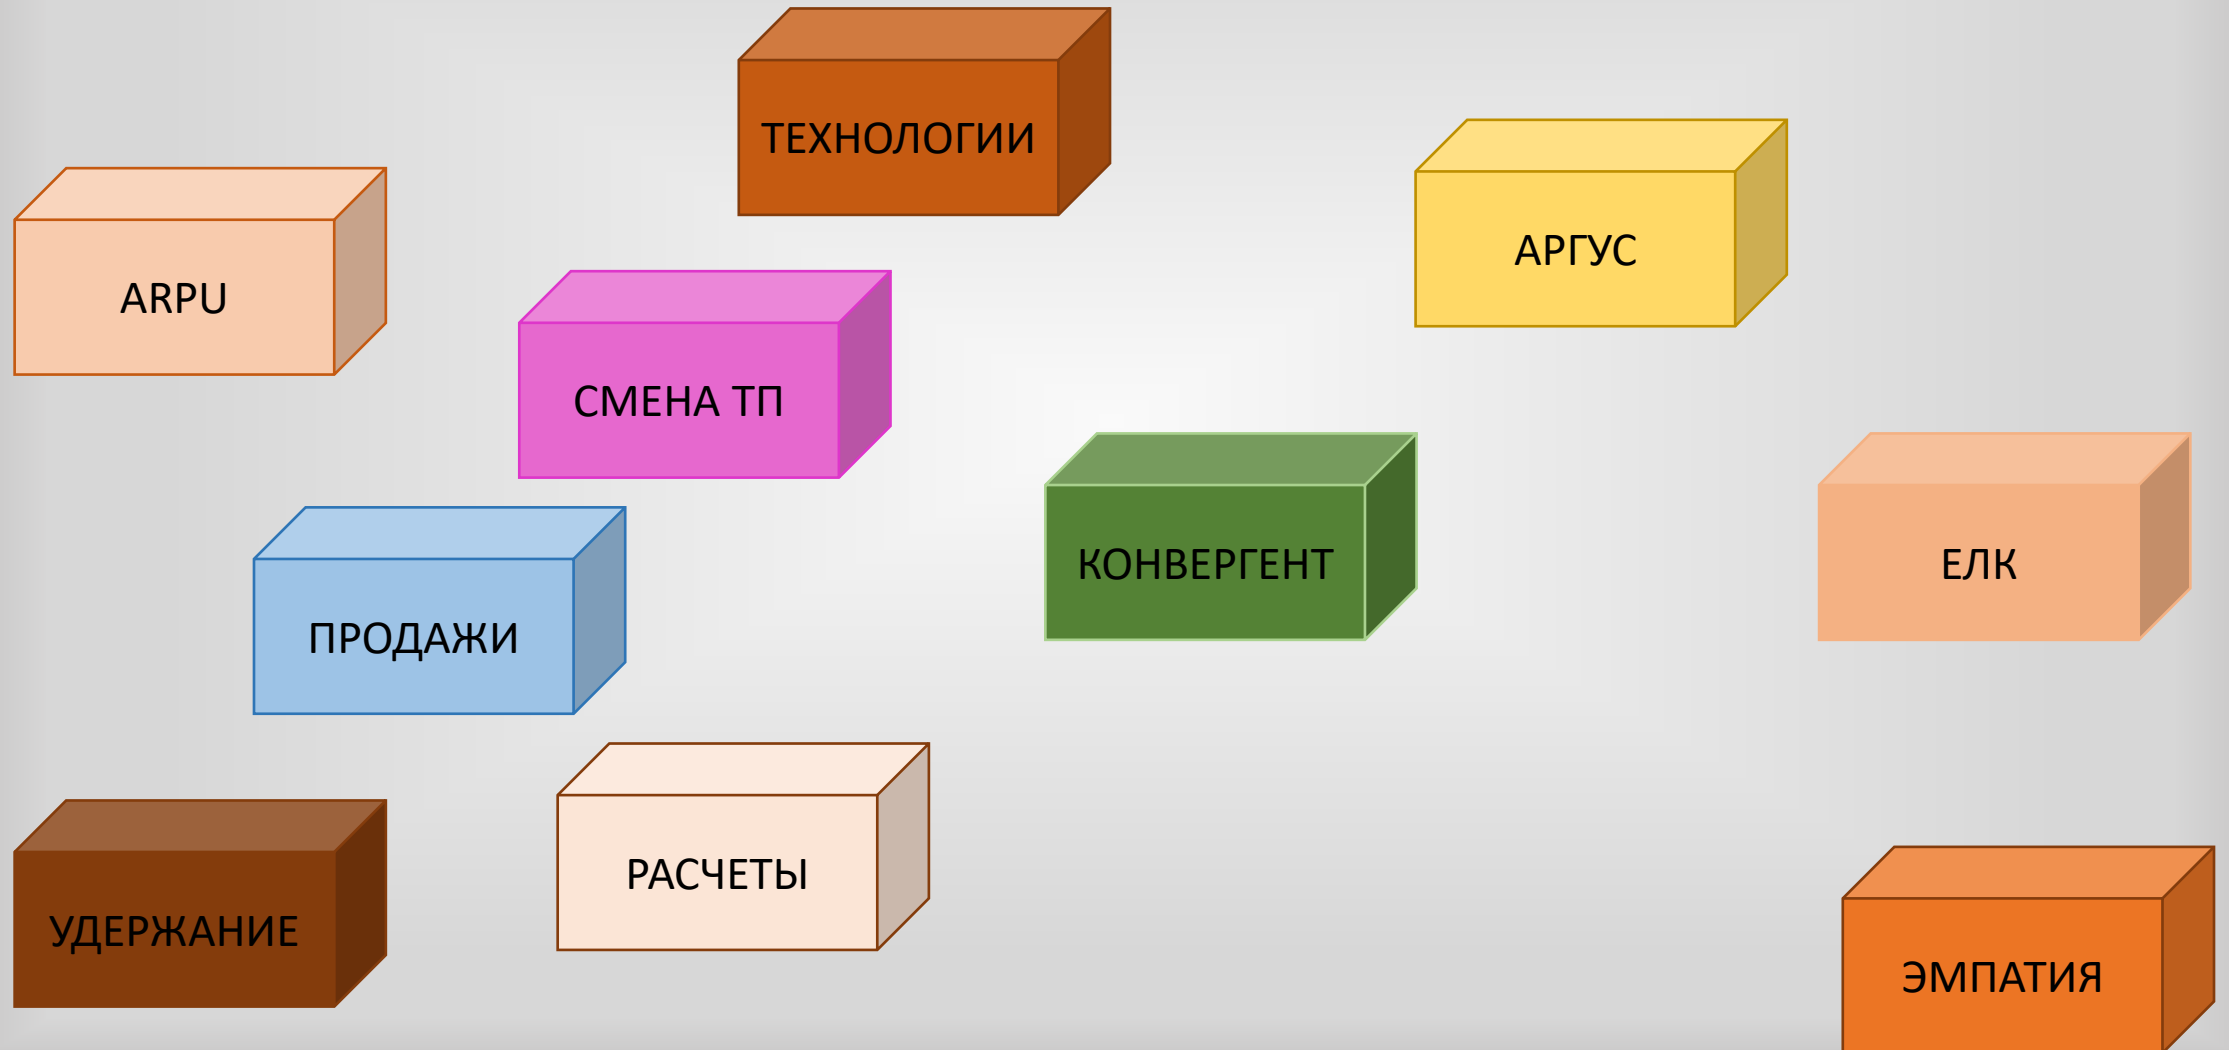 ТЕХНОЛОГИИ
АРГУС
ARPU
СМЕНА ТП
КОНВЕРГЕНТ
ЕЛК
ПРОДАЖИ
РАСЧЕТЫ
УДЕРЖАНИЕ
ЭМПАТИЯ